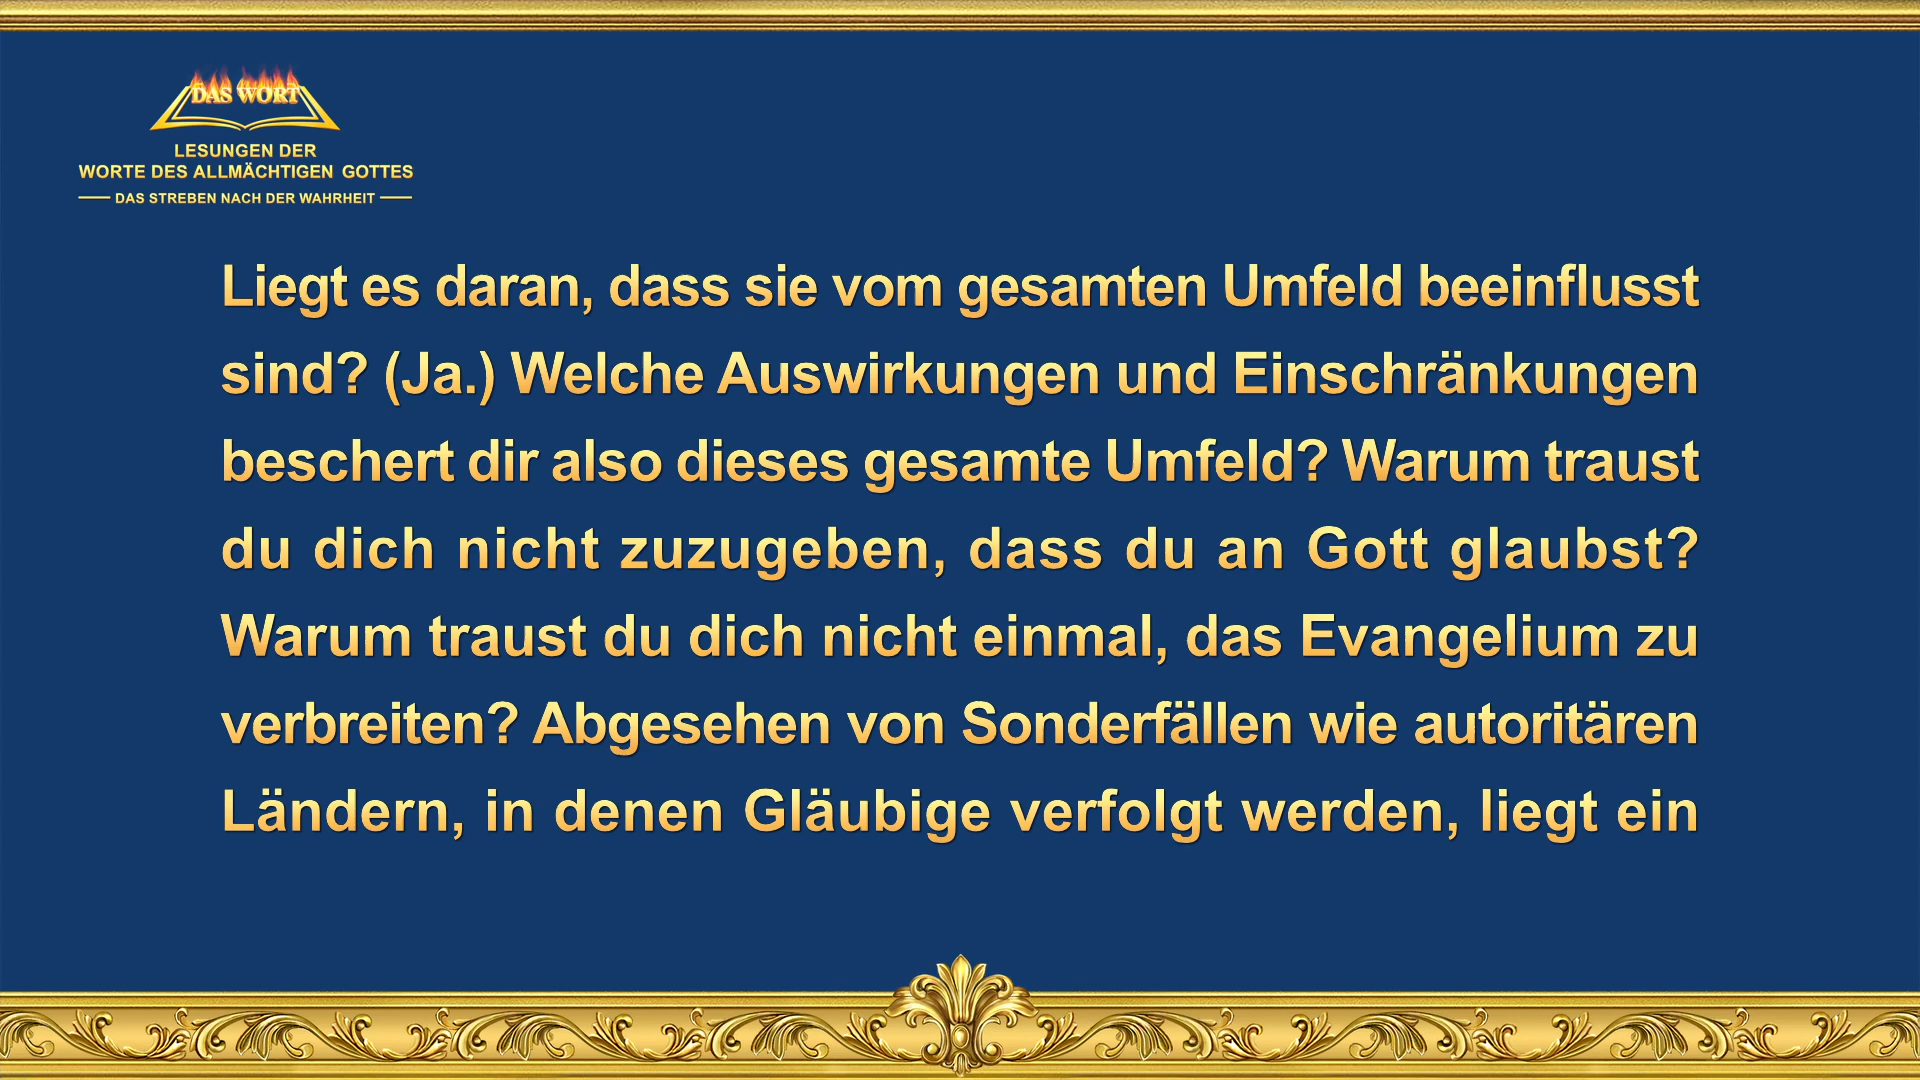 DAS WORT
LESUNGEN DER
WORTE DES ALLMÄCHTIGEN GOTTES
DAS STREBEN NACH DER WAHRHEIT
Liegt es daran, dass sie vom gesamten Umfeld beeinflusst
sind? (Ja.) Welche Auswirkungen und Einschränkungen
beschert dir also dieses gesamte Umfeld? Warum traust
du dich nicht zuzugeben, dass du an Gott glaubst?
Warum traust du dich nicht einmal, das Evangelium zu
verbreiten? Abgesehen von Sonderfällen wie autoritären
Ländern, in denen Gläubige verfolgt werden, liegt ein